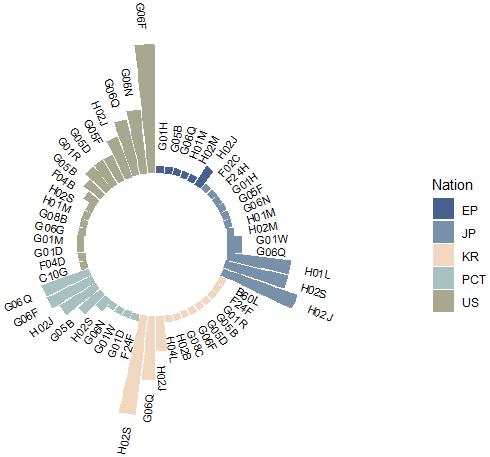 G01H
G05B
G06Q
H01M
H02M
H02J
F02C
F24H
G01H
G05F
G06N
H01M
H02M
G01W
G06Q
H01L
H02S
H02J
B60L
F24F
G01R
G05B
G05D
G06F
G08C
H02B
H04L
H02J
G06Q
H02S
F24F
G01D
G01W
G06N
H02S
G05B
H02J
G06F
G06Q
C10G
F04D
G01D
G01M
G06G
G08B
H01M
H02S
F04B
G05B
G01R
G05D
G05F
H02J
G06Q
G06N
G06F
Nation
EP
JP
KR
PCT
US